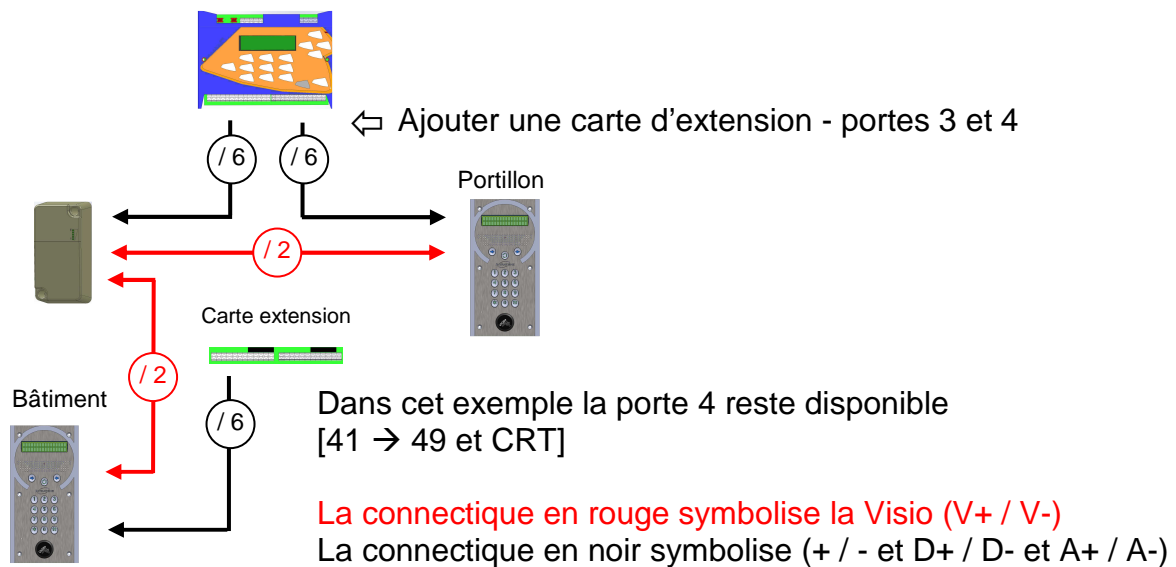 ⇦ Ajouter une carte d'extension - portes 3 et 4
/ 6
/ 6
Portillon
/ 2
Carte extension
/ 2
Bâtiment
/ 6
Dans cet exemple la porte 4 reste disponible
[41 → 49 et CRT]
La connectique en rouge symbolise la Visio (V+ / V-)
La connectique en noir symbolise (+ / - et D+ / D- et A+ / A-)